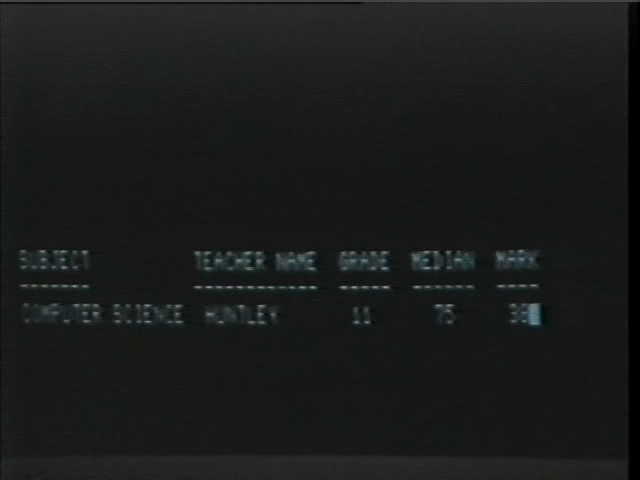 SUBJECT TEACHER NAME GRADE MEDIAN MARK
------- ------------ ----- ------ ----
COMPUTER SCIENCE HUNTLEY 11 75